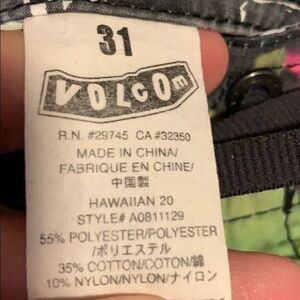 31
VOLCOM
R.N. #29745 CA #32350
MADE IN CHINA/
FABRIQUE EN CHINE/
中国製
HAWAIIAN 20
STYLE# A0811129
55% POLYESTER/POLYESTER
/ポリエステル
35% COTTON/COTON/綿
10% NYLON/NYLON/ナイロン